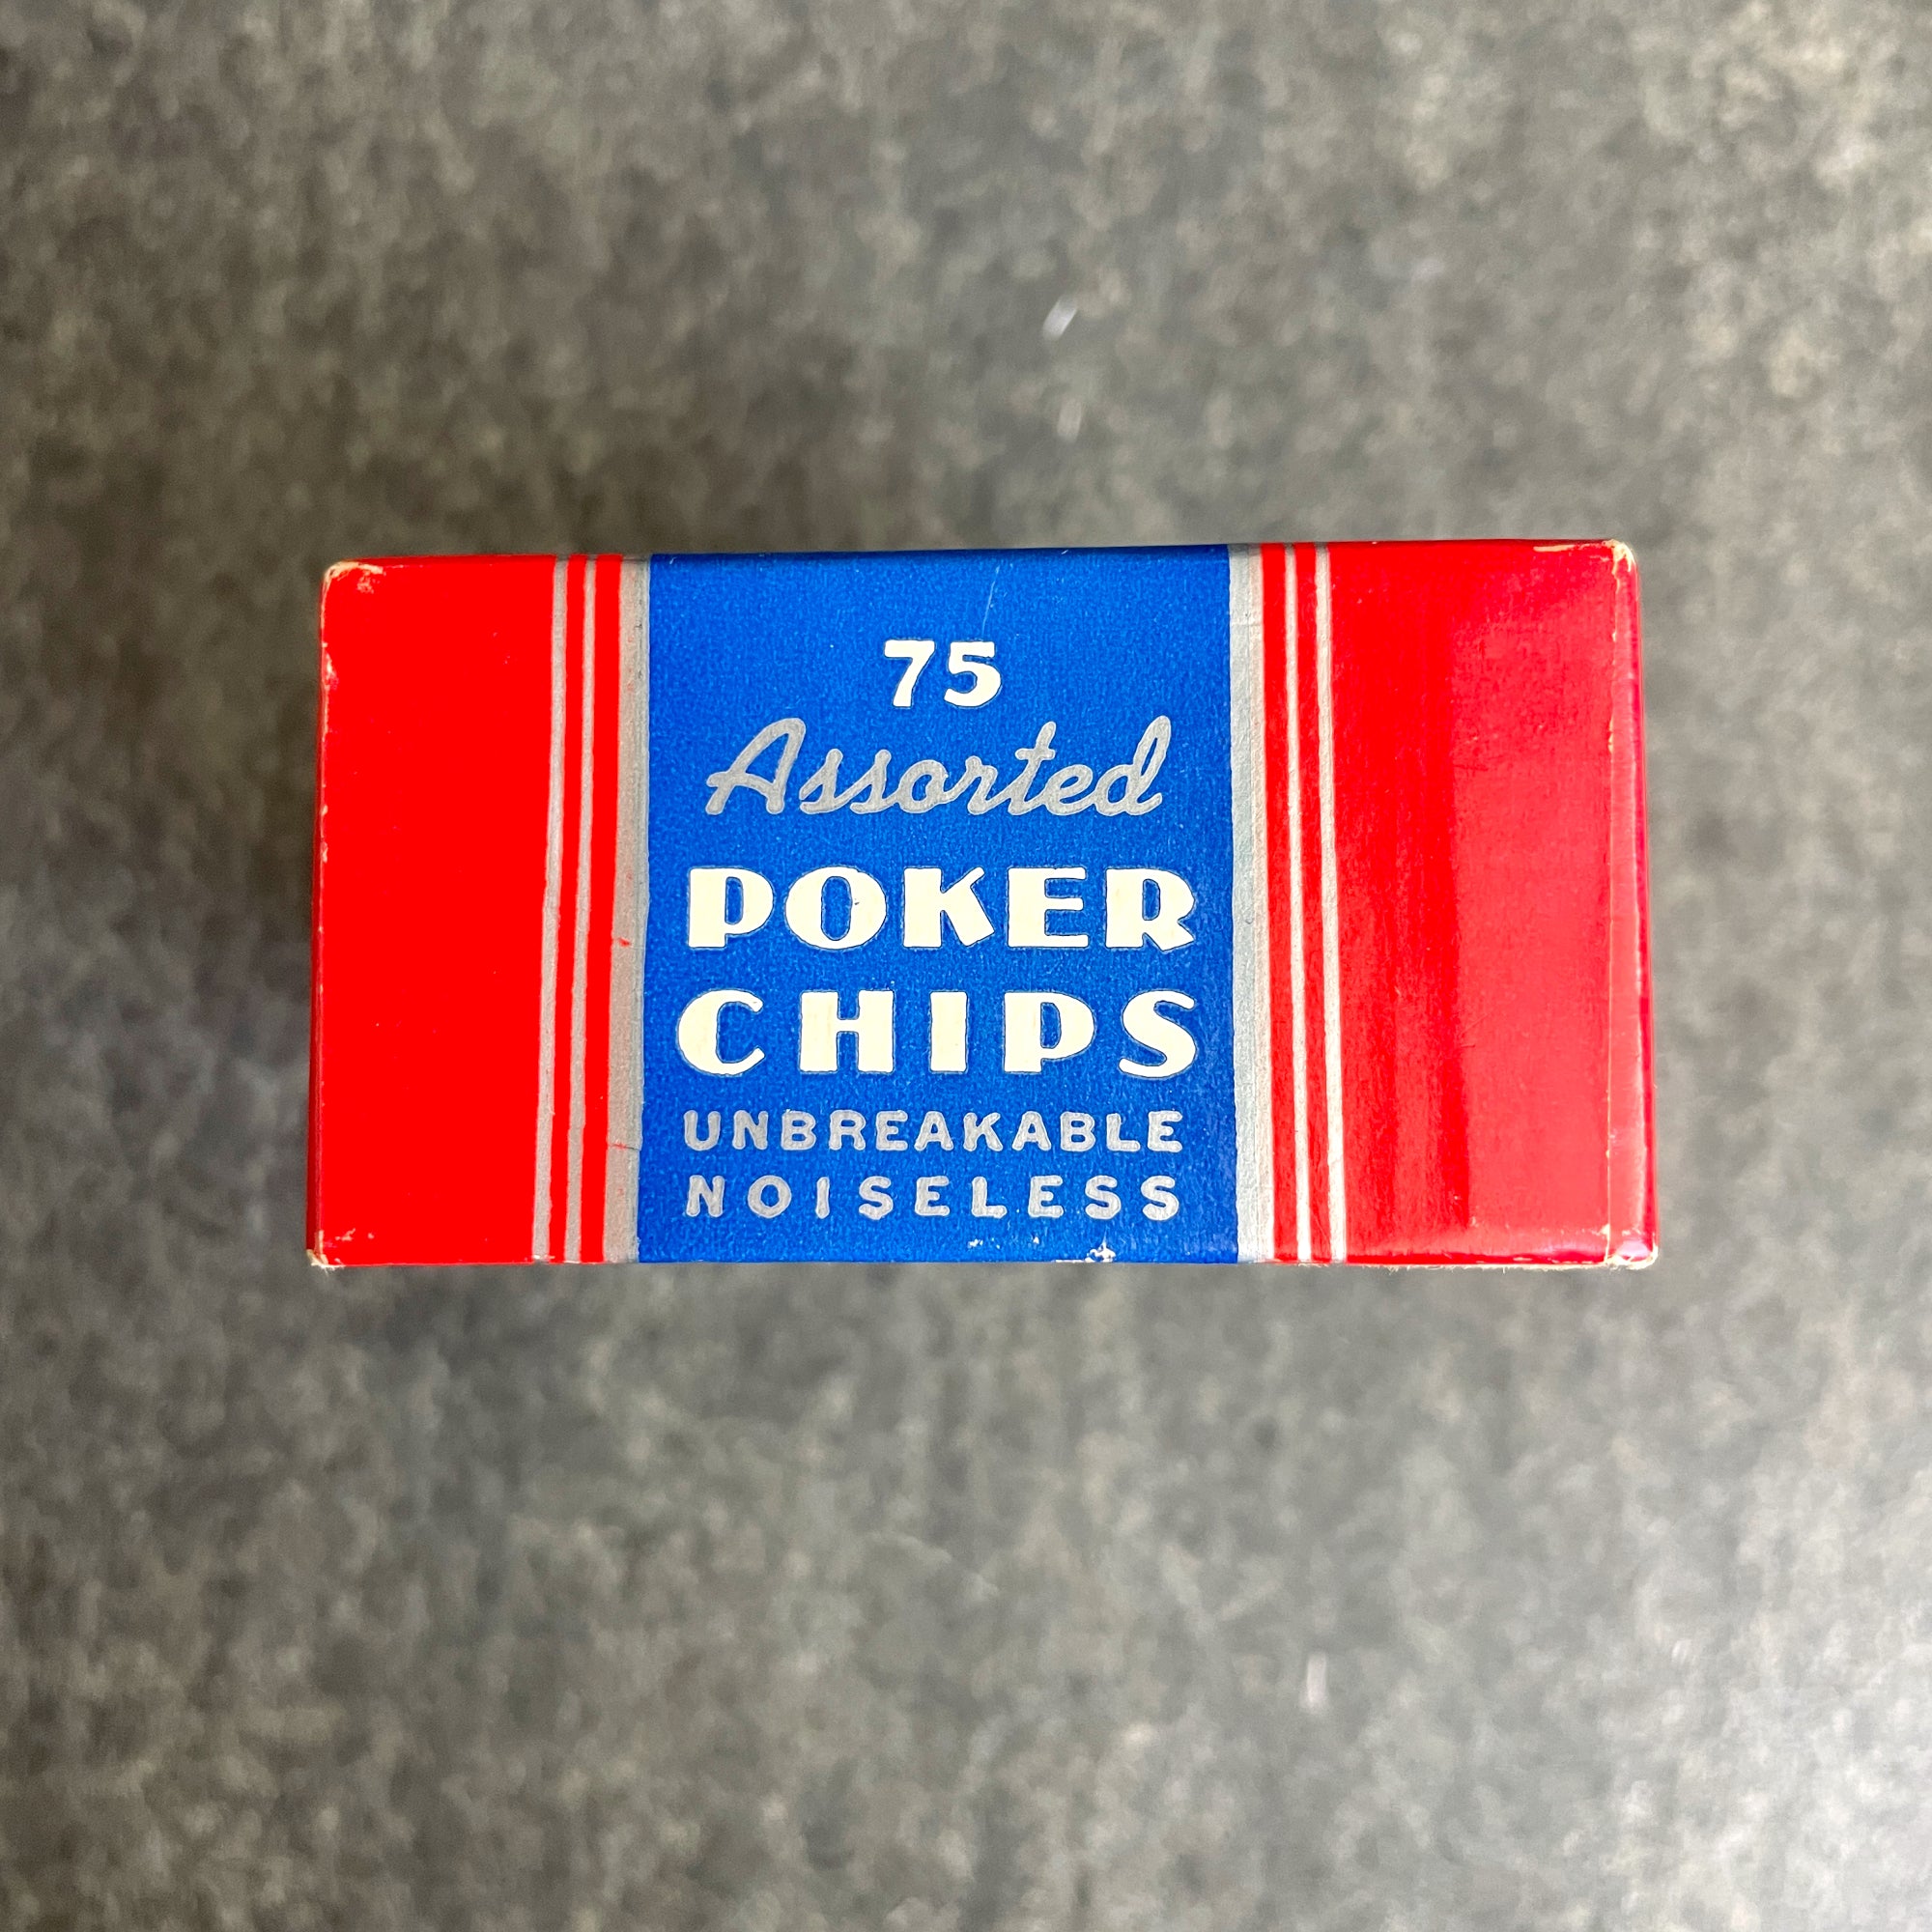 75
Assorted
POKER
CHIPS
UNBREAKABLE
NOISELESS